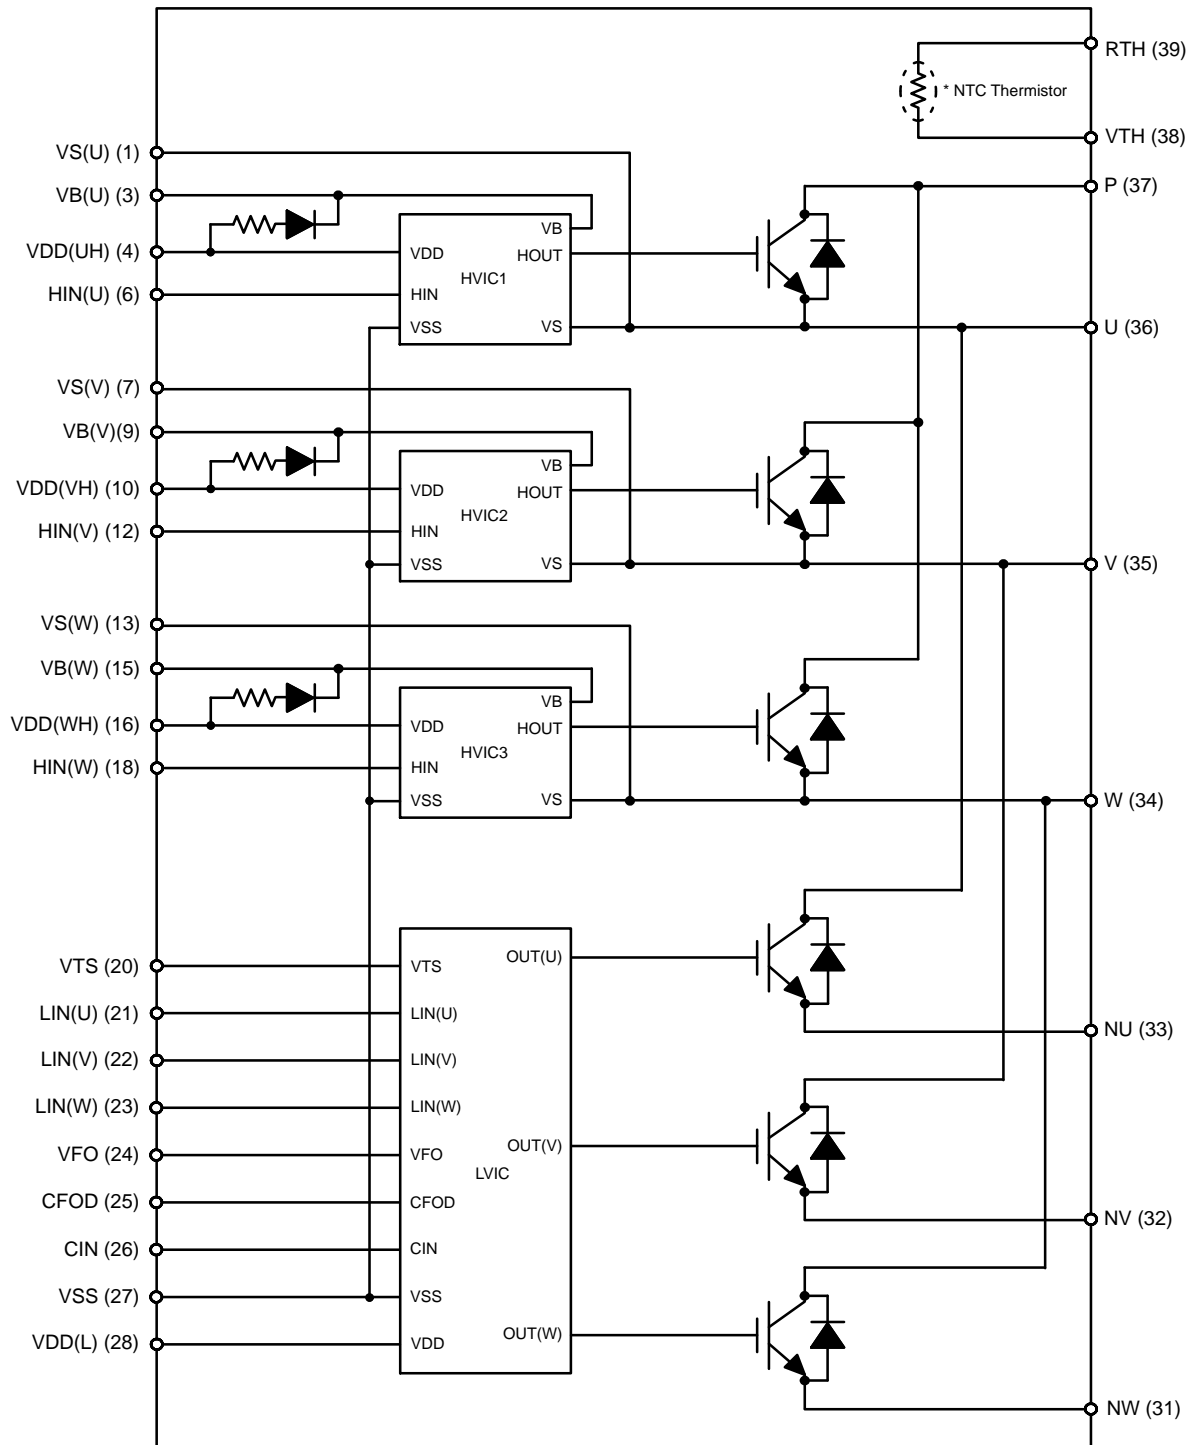 RTH (39)
* NTC Thermistor
VTH (38)
VS(U) (1)
VB(U) (3)
P (37)
VB
VDD(UH) (4)
VDD
HOUT
HVIC1
HIN(U) (6)
HIN
VSS
VS
U (36)
VS(V) (7)
VB(V)(9)
VB
VDD(VH) (10)
VDD
HOUT
HVIC2
HIN(V) (12)
HIN
VSS
VS
V (35)
VS(W) (13)
VB(W) (15)
VB
VDD(WH) (16)
VDD
HOUT
HVIC3
HIN(W) (18)
HIN
VSS
VS
W (34)
VTS (20)
VTS
OUT(U)
LIN(U) (21)
LIN(U)
NU (33)
LIN(V) (22)
LIN(V)
LIN(W) (23)
LIN(W)
VFO (24)
VFO
OUT(V)
LVIC
CFOD (25)
CFOD
NV (32)
CIN (26)
CIN
VSS (27)
VSS
VDD(L) (28)
VDD
OUT(W)
NW (31)